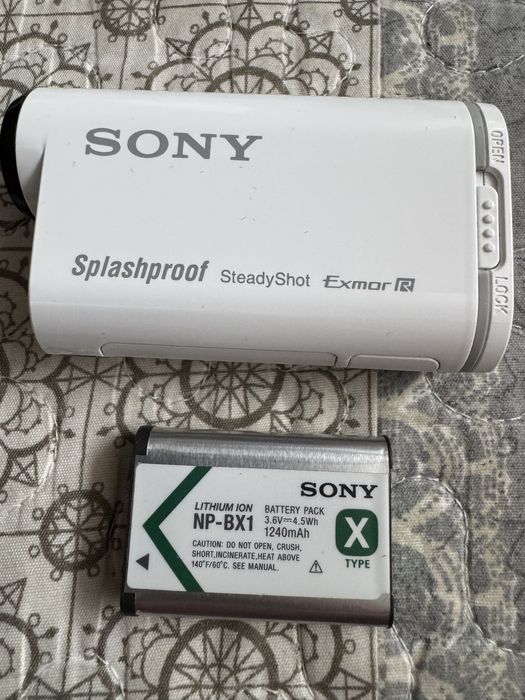 SONY
OPEN
LOCK
Splashproof SteadyShot Exmor R
SONY
LITHIUM ION BATTERY PACK
NP-BX1 3.6V⎓4.5Wh
1240mAh
X
TYPE
CAUTION: DO NOT OPEN, CRUSH,
SHORT,INCINERATE,HEAT ABOVE
140°F/60°C. SEE MANUAL.